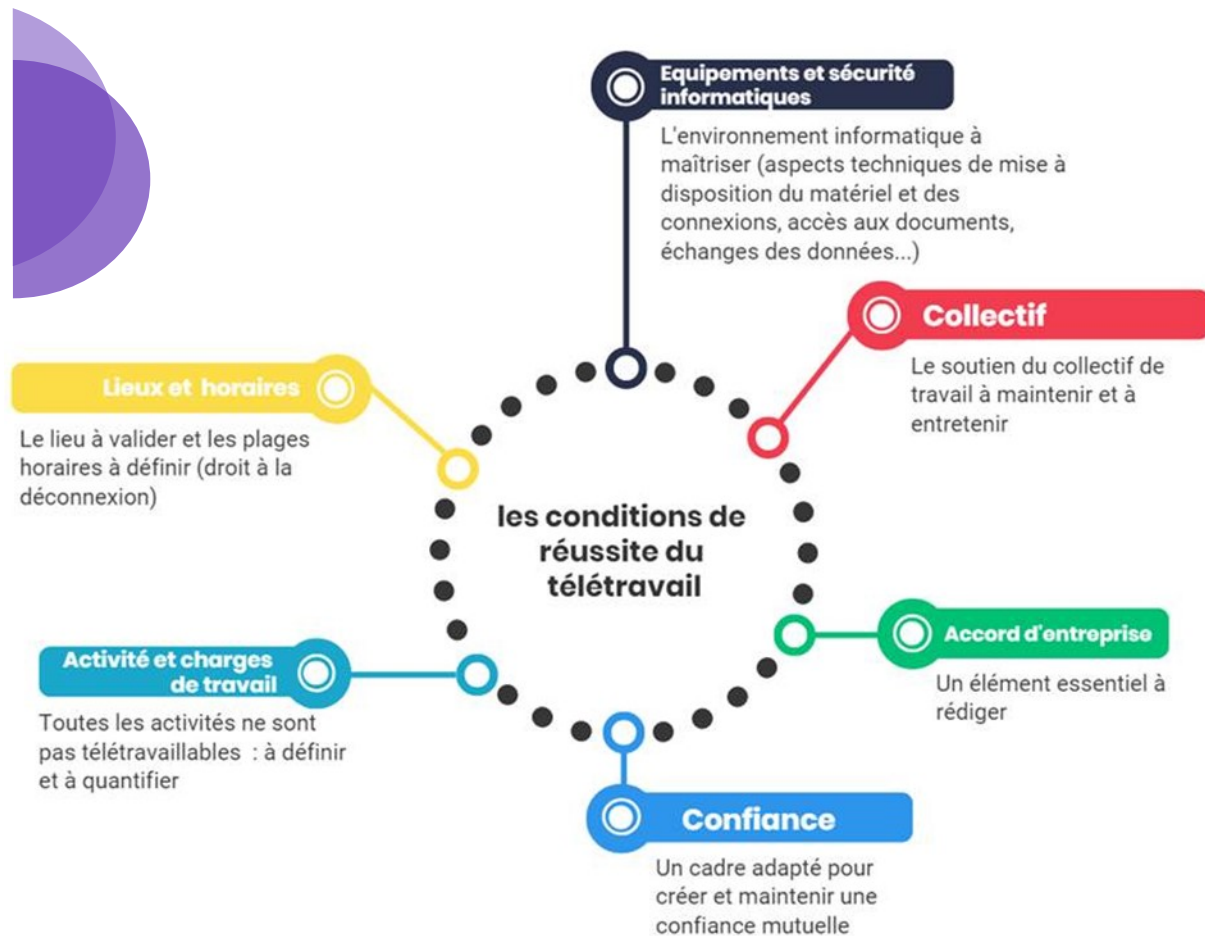 Equipements et sécurité
informatiques
L'environnement informatique à
maîtriser (aspects techniques de mise à
disposition du matériel et des
connexions, accès aux documents,
échanges des données...)
Collectif
Le soutien du collectif de
travail à maintenir et à
entretenir
Lieux et horaires
Le lieu à valider et les plages
horaires à définir (droit à la
déconnexion)
les conditions de
réussite du
télétravail
Accord d'entreprise
Un élément essentiel à
rédiger
Activité et charges
de travail
Toutes les activités ne sont
pas télétravaillables : à définir
et à quantifier
Confiance
Un cadre adapté pour
créer et maintenir une
confiance mutuelle